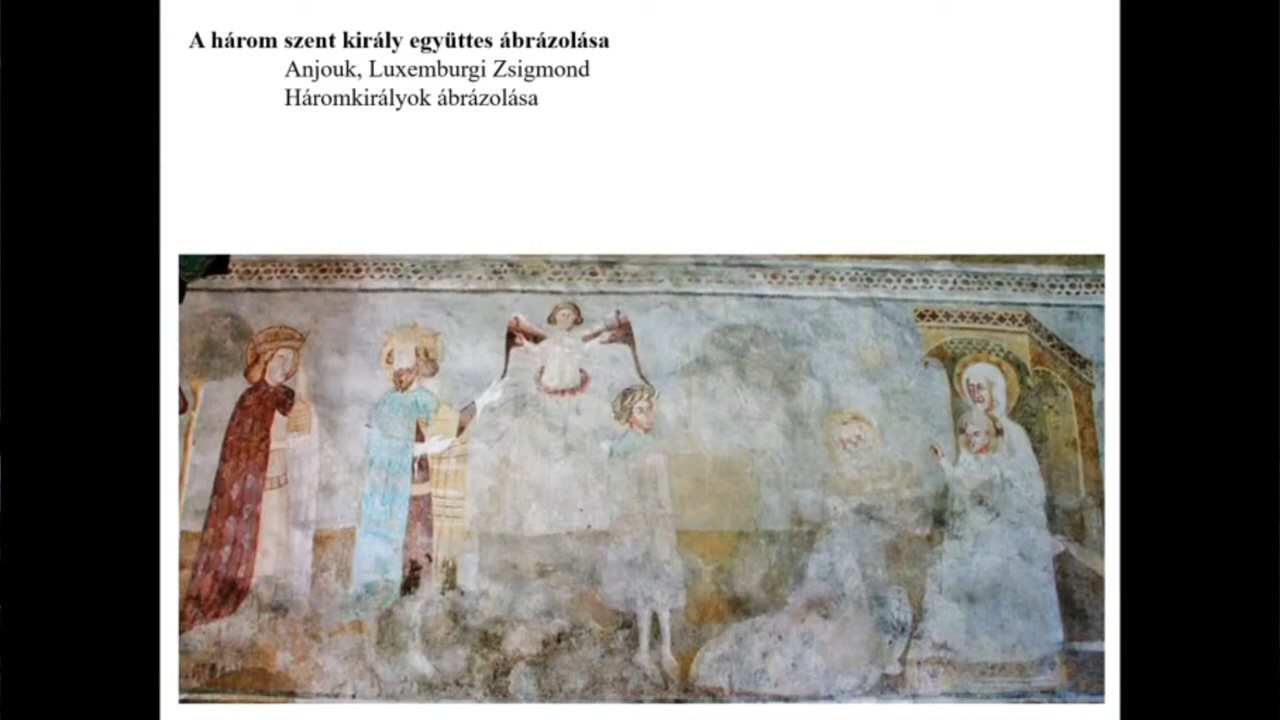 A három szent király együttes ábrázolása
Anjouk, Luxemburgi Zsigmond
Háromkirályok ábrázolása